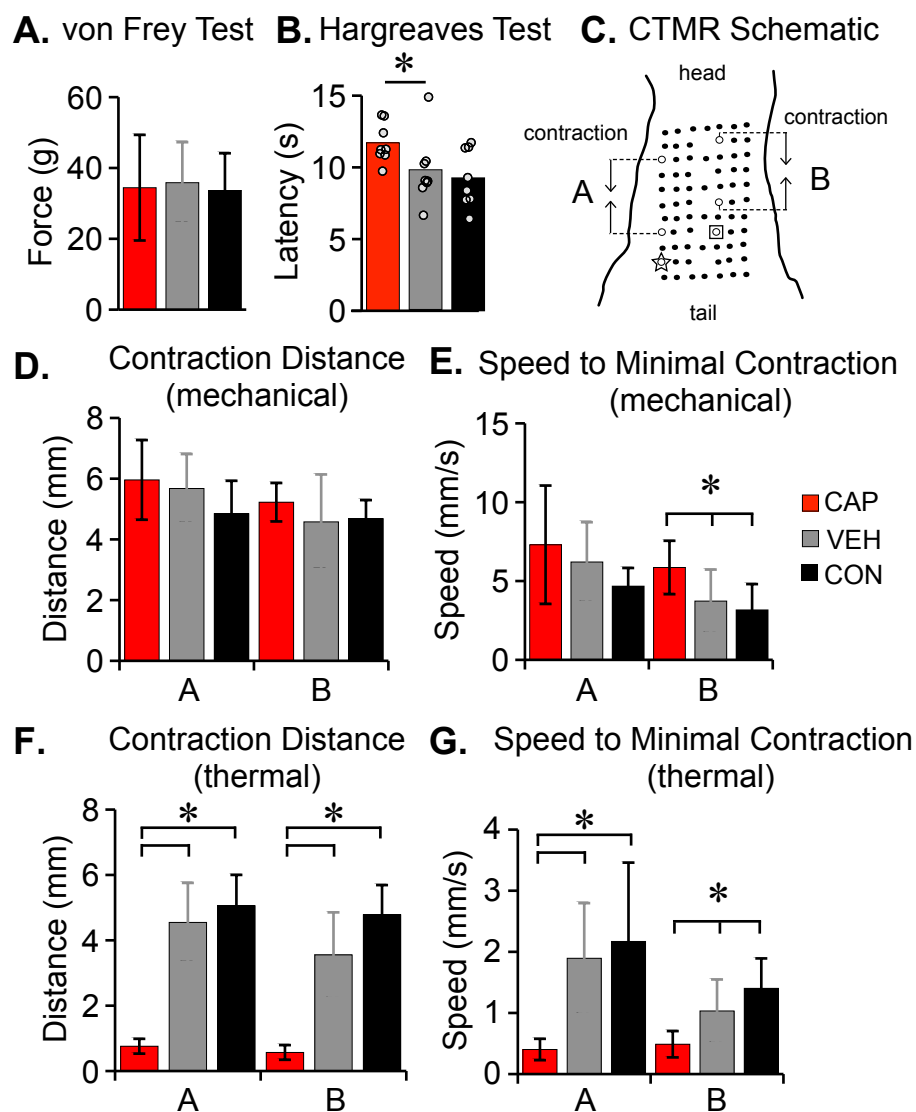 A. von Frey Test
B. Hargreaves Test
C. CTMR Schematic
60
40
20
0
Force (g)
*
15
10
5
0
Latency (s)
head
contraction
contraction
A
B
tail
D. Contraction Distance
(mechanical)
8
6
4
2
0
Distance (mm)
A
B
E. Speed to Minimal Contraction
(mechanical)
15
10
5
0
Speed (mm/s)
*
A
B
CAP
VEH
CON
F. Contraction Distance
(thermal)
8
6
4
2
0
Distance (mm)
*
*
A
B
G. Speed to Minimal Contraction
(thermal)
4
3
2
1
0
Speed (mm/s)
*
*
A
B